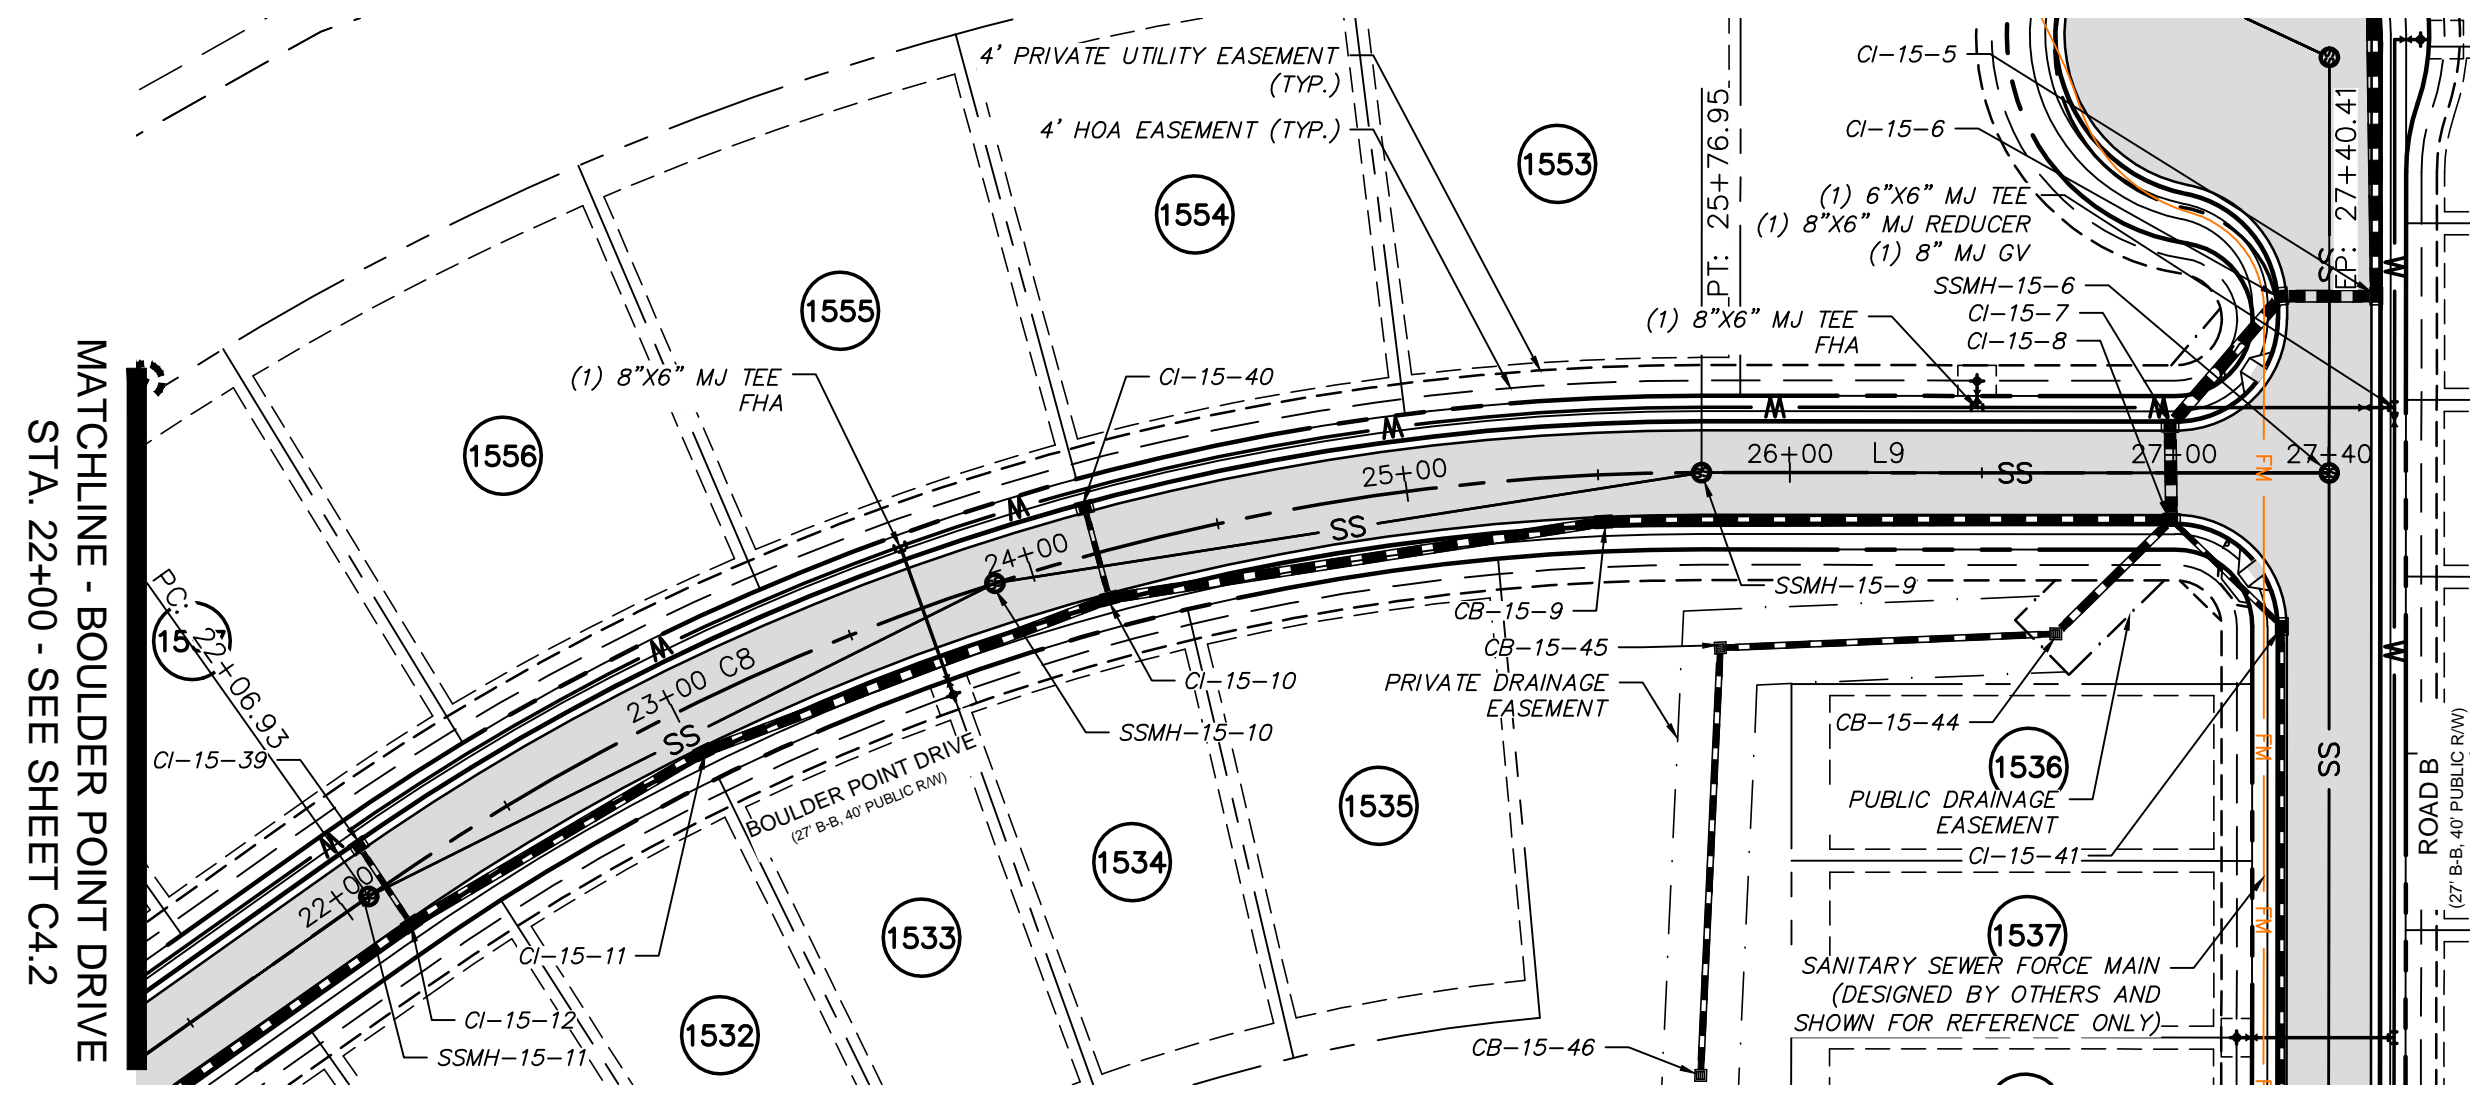 4' PRIVATE UTILITY EASEMENT
(TYP.)
4' HOA EASEMENT (TYP.)
1553
1554
1555
1556
CI-15-5
CI-15-6
(1) 6"X6" MJ TEE
(1) 8"X6" MJ REDUCER
(1) 8" MJ GV
SSMH-15-6
CI-15-7
CI-15-8
(1) 8"X6" MJ TEE
FHA
PT: 25+76.95
EP: 27+40.41
SS
(1) 8"X6" MJ TEE
FHA
CI-15-40
W
W
W
W
W
W
W
W
26+00
L9
27+00
27+40
25+00
24+00
23+00
C8
22+00
SS
SS
SS
SS
FM
FM
FM
MATCHLINE - BOULDER POINT DRIVE
STA. 22+00 - SEE SHEET C4.2
PC: 22+06.93
CI-15-39
SSMH-15-9
CB-15-9
CB-15-45
PRIVATE DRAINAGE
EASEMENT
CI-15-10
SSMH-15-10
BOULDER POINT DRIVE
(27' B-B, 40' PUBLIC R/W)
CB-15-44
1536
PUBLIC DRAINAGE
EASEMENT
CI-15-41
1535
1534
1533
1532
1537
CI-15-11
CI-15-12
SSMH-15-11
SANITARY SEWER FORCE MAIN
(DESIGNED BY OTHERS AND
SHOWN FOR REFERENCE ONLY)
CB-15-46
ROAD B
(27' B-B, 40' PUBLIC R/W)